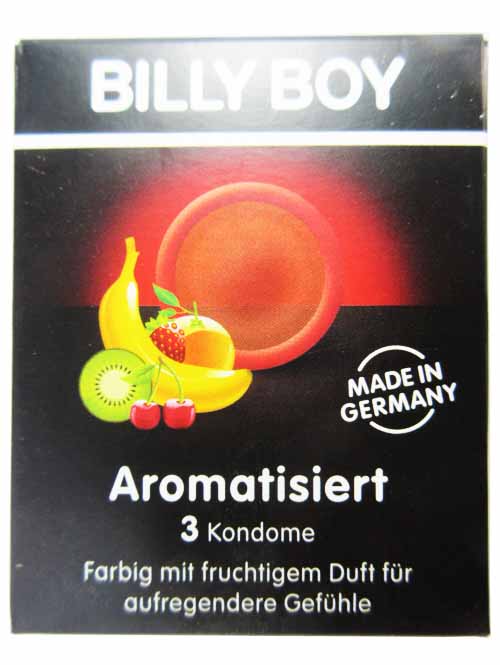 BILLY BOY
MADE IN
GERMANY
Aromatisiert
3 Kondome
Farbig mit fruchtigem Duft für
aufregendere Gefühle